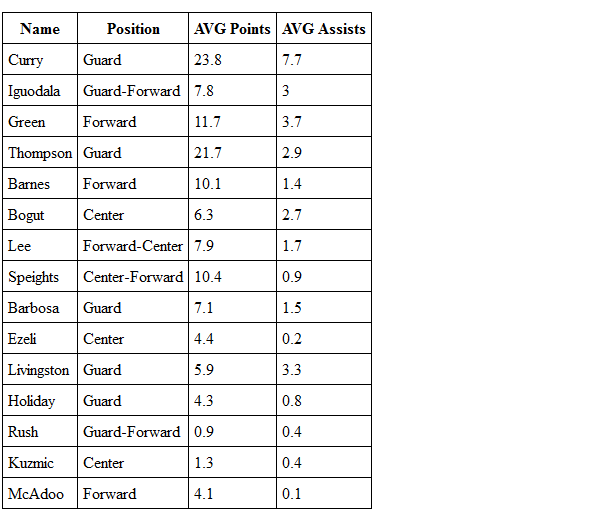 Name Position AVG Points AVG Assists
Curry Guard 23.8 7.7
Iguodala Guard-Forward 7.8 3
Green Forward 11.7 3.7
Thompson Guard 21.7 2.9
Barnes Forward 10.1 1.4
Bogut Center 6.3 2.7
Lee Forward-Center 7.9 1.7
Speights Center-Forward 10.4 0.9
Barbosa Guard 7.1 1.5
Ezeli Center 4.4 0.2
Livingston Guard 5.9 3.3
Holiday Guard 4.3 0.8
Rush Guard-Forward 0.9 0.4
Kuzmic Center 1.3 0.4
McAdoo Forward 4.1 0.1